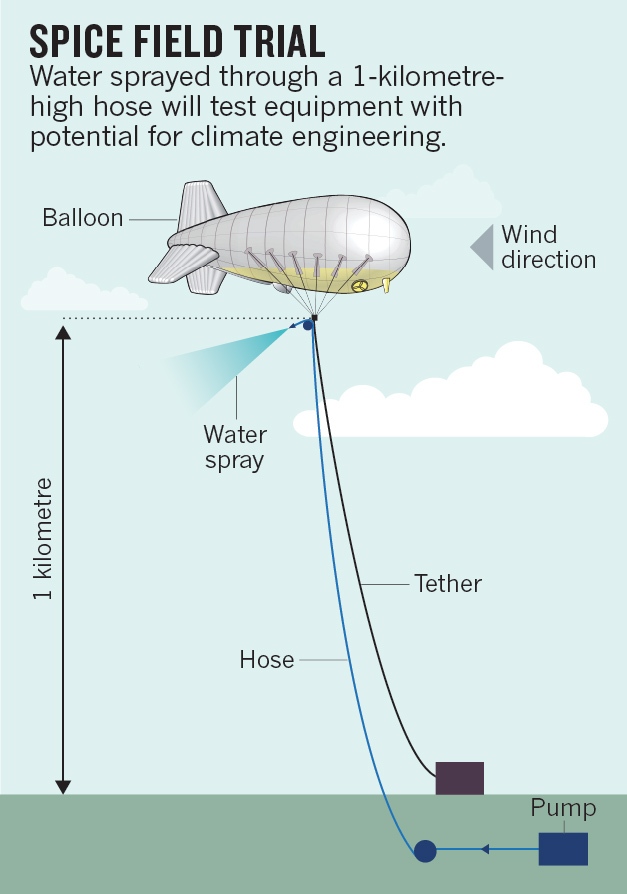 SPICE FIELD TRIAL
Water sprayed through a 1-kilometre-
high hose will test equipment with
potential for climate engineering.
Balloon
Wind
direction
Water
spray
1 kilometre
Tether
Hose
Pump